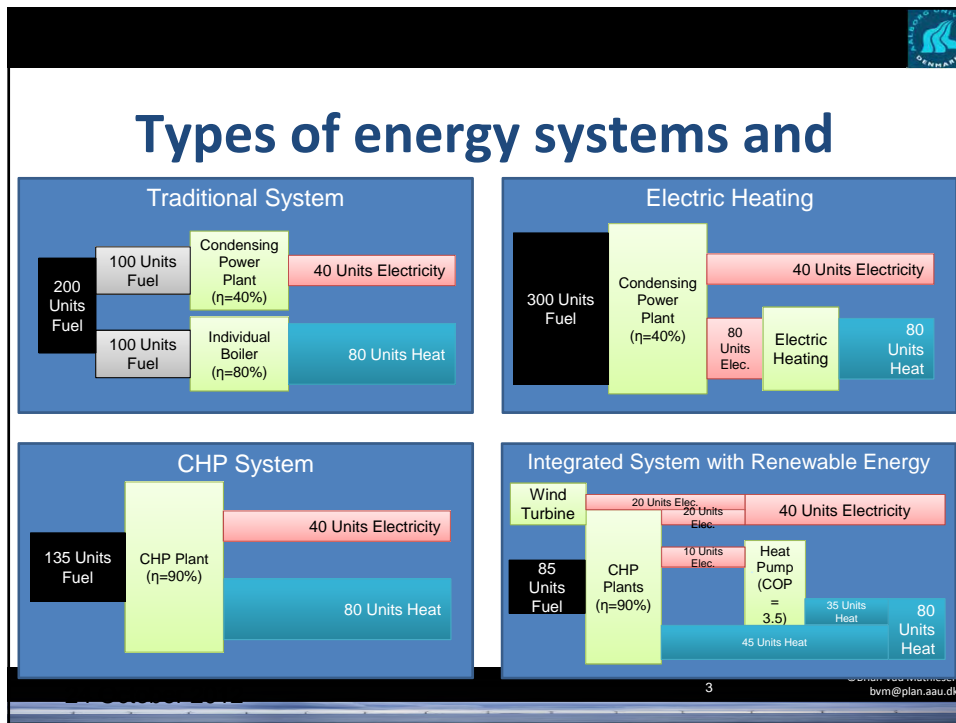 AALBORG UNIV
DENMARK
Types of energy systems and
Traditional System
200
Units
Fuel
100 Units
Fuel
Condensing
Power
Plant
(η=40%)
40 Units Electricity
100 Units
Fuel
Individual
Boiler
(η=80%)
80 Units Heat
Electric Heating
300 Units
Fuel
Condensing
Power
Plant
(η=40%)
40 Units Electricity
80
Units
Elec.
Electric
Heating
80
Units
Heat
CHP System
135 Units
Fuel
CHP Plant
(η=90%)
40 Units Electricity
80 Units Heat
Integrated System with Renewable Energy
Wind
Turbine
20 Units Elec.
20 Units
Elec.
40 Units Electricity
85
Units
Fuel
CHP
Plants
(η=90%)
10 Units
Elec.
Heat
Pump
(COP
=
3.5)
35 Units
Heat
45 Units Heat
80
Units
Heat
3
bvm@plan.aau.dk